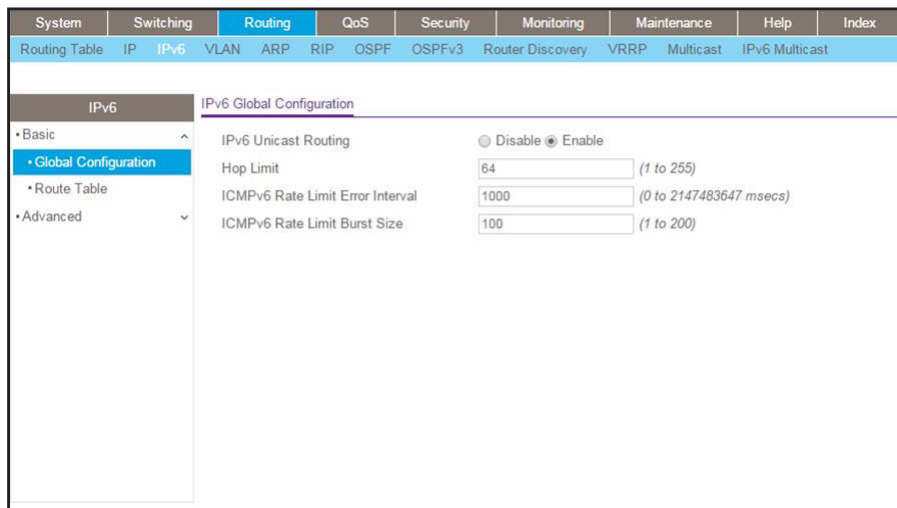 System Switching Routing QoS Security Monitoring Maintenance Help Index
Routing Table IP IPv6 VLAN ARP RIP OSPF OSPFv3 Router Discovery VRRP Multicast IPv6 Multicast
IPv6
• Basic
• Global Configuration
• Route Table
• Advanced
IPv6 Global Configuration
IPv6 Unicast Routing Disable Enable
Hop Limit 64 (1 to 255)
ICMPv6 Rate Limit Error Interval 1000 (0 to 2147483647 msecs)
ICMPv6 Rate Limit Burst Size 100 (1 to 200)